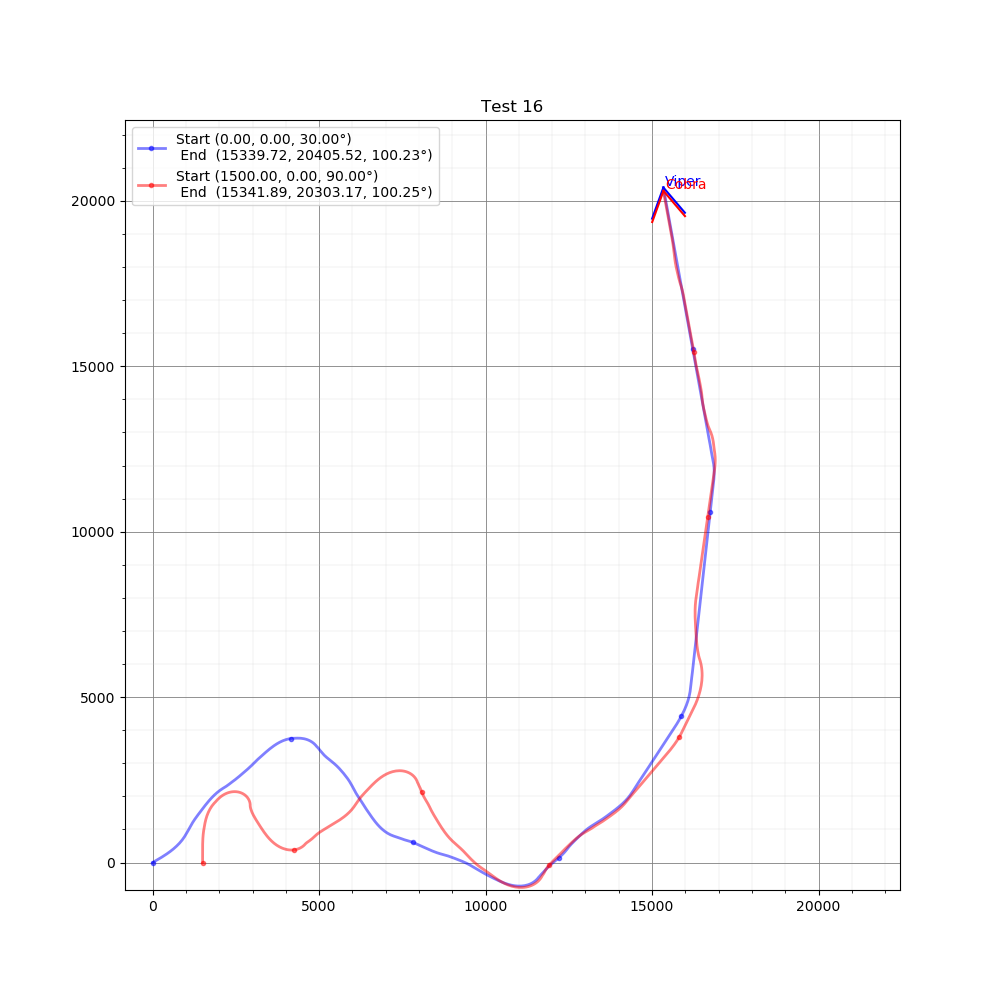 Test 16
Start (0.00, 0.00, 30.00°)
End (15339.72, 20405.52, 100.23°)
Start (1500.00, 0.00, 90.00°)
End (15341.89, 20303.17, 100.25°)
Viper
Cobra
20000
15000
10000
5000
0
0 5000 10000 15000 20000